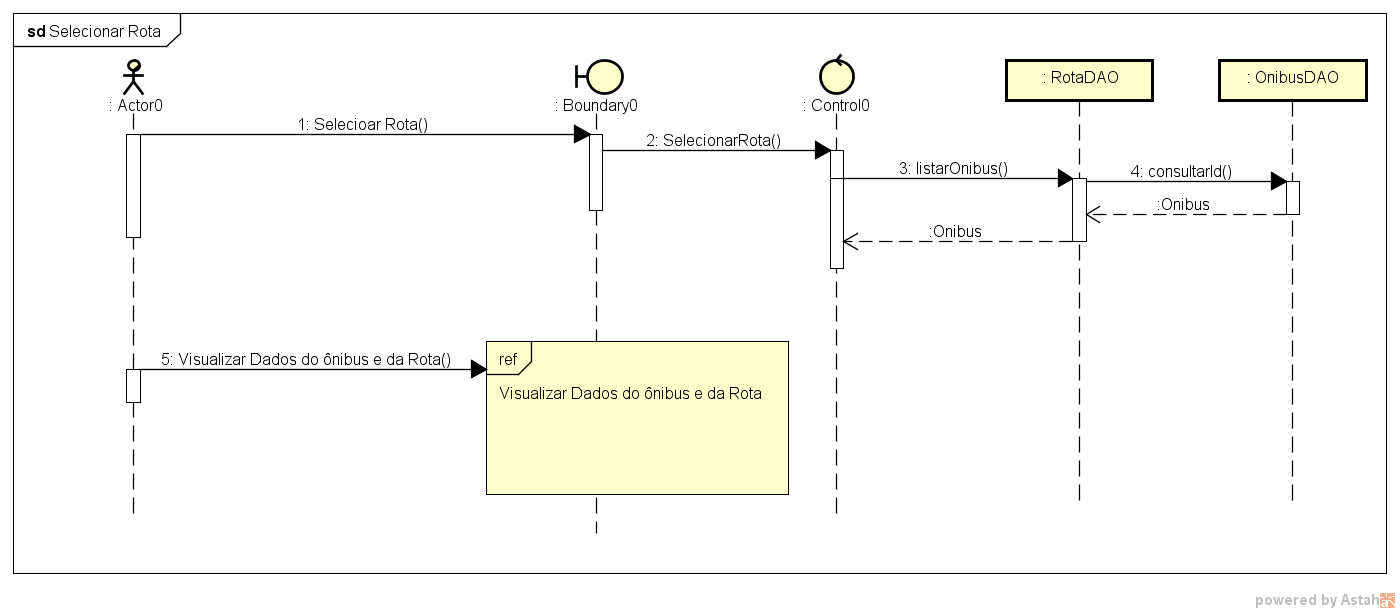 sd Selecionar Rota
: Actor0
: Boundary0
: Control0
: RotaDAO
: OnibusDAO
1: Selecioar Rota()
2: SelecionarRota()
3: listarOnibus()
4: consultarId()
:Onibus
:Onibus
5: Visualizar Dados do ônibus e da Rota()
ref
Visualizar Dados do ônibus e da Rota
powered by Astah